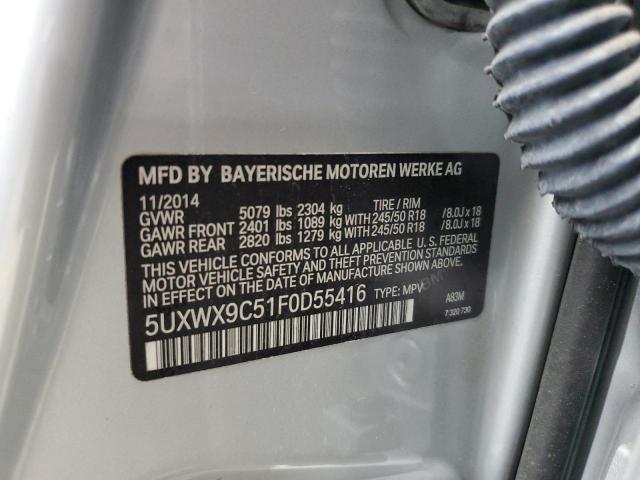 MFD BY BAYERISCHE MOTOREN WERKE AG
11/2014 TIRE / RIM
GVWR 5079 lbs 2304 kg
GAWR FRONT 2401 lbs 1089 kg WITH 245/50 R18 /8.0J x 18
GAWR REAR 2820 lbs 1279 kg WITH 245/50 R18 /8.0J x 18
THIS VEHICLE CONFORMS TO ALL APPLICABLE U.S. FEDERAL
MOTOR VEHICLE SAFETY AND THEFT PREVENTION STANDARDS
IN EFFECT ON THE DATE OF MANUFACTURE SHOWN ABOVE.
5UXWX9C51F0D55416 TYPE: MPV A83M
7 320 730